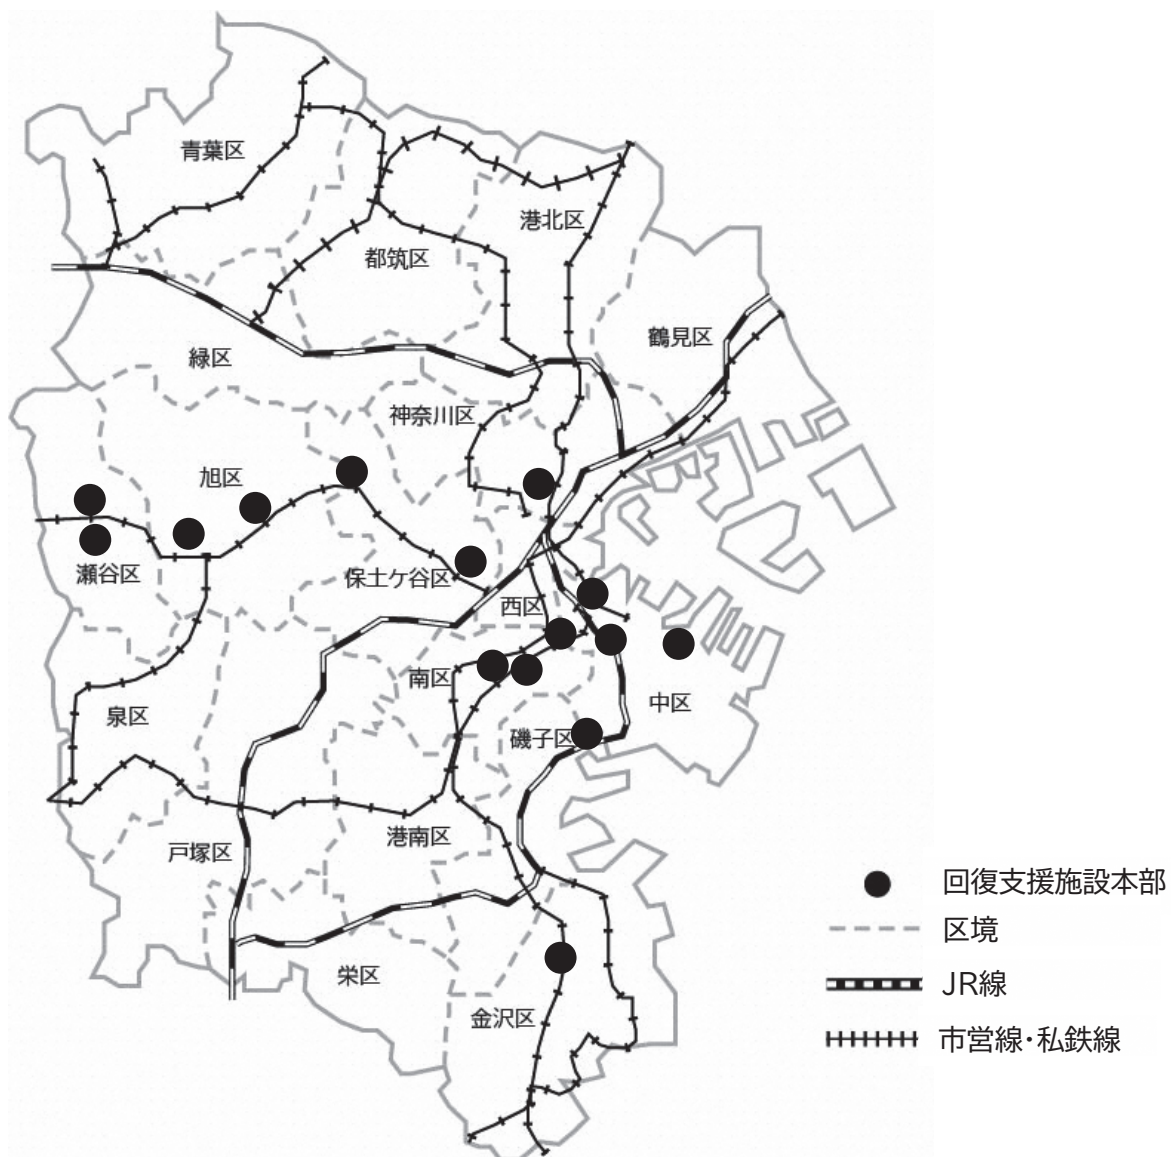 青葉区
港北区
都筑区
鶴見区
緑区
神奈川区
旭区
瀬谷区
保土ケ谷区
西区
南区
中区
泉区
磯子区
港南区
戸塚区
回復支援施設本部
区境
栄区
JR線
金沢区
市営線・私鉄線